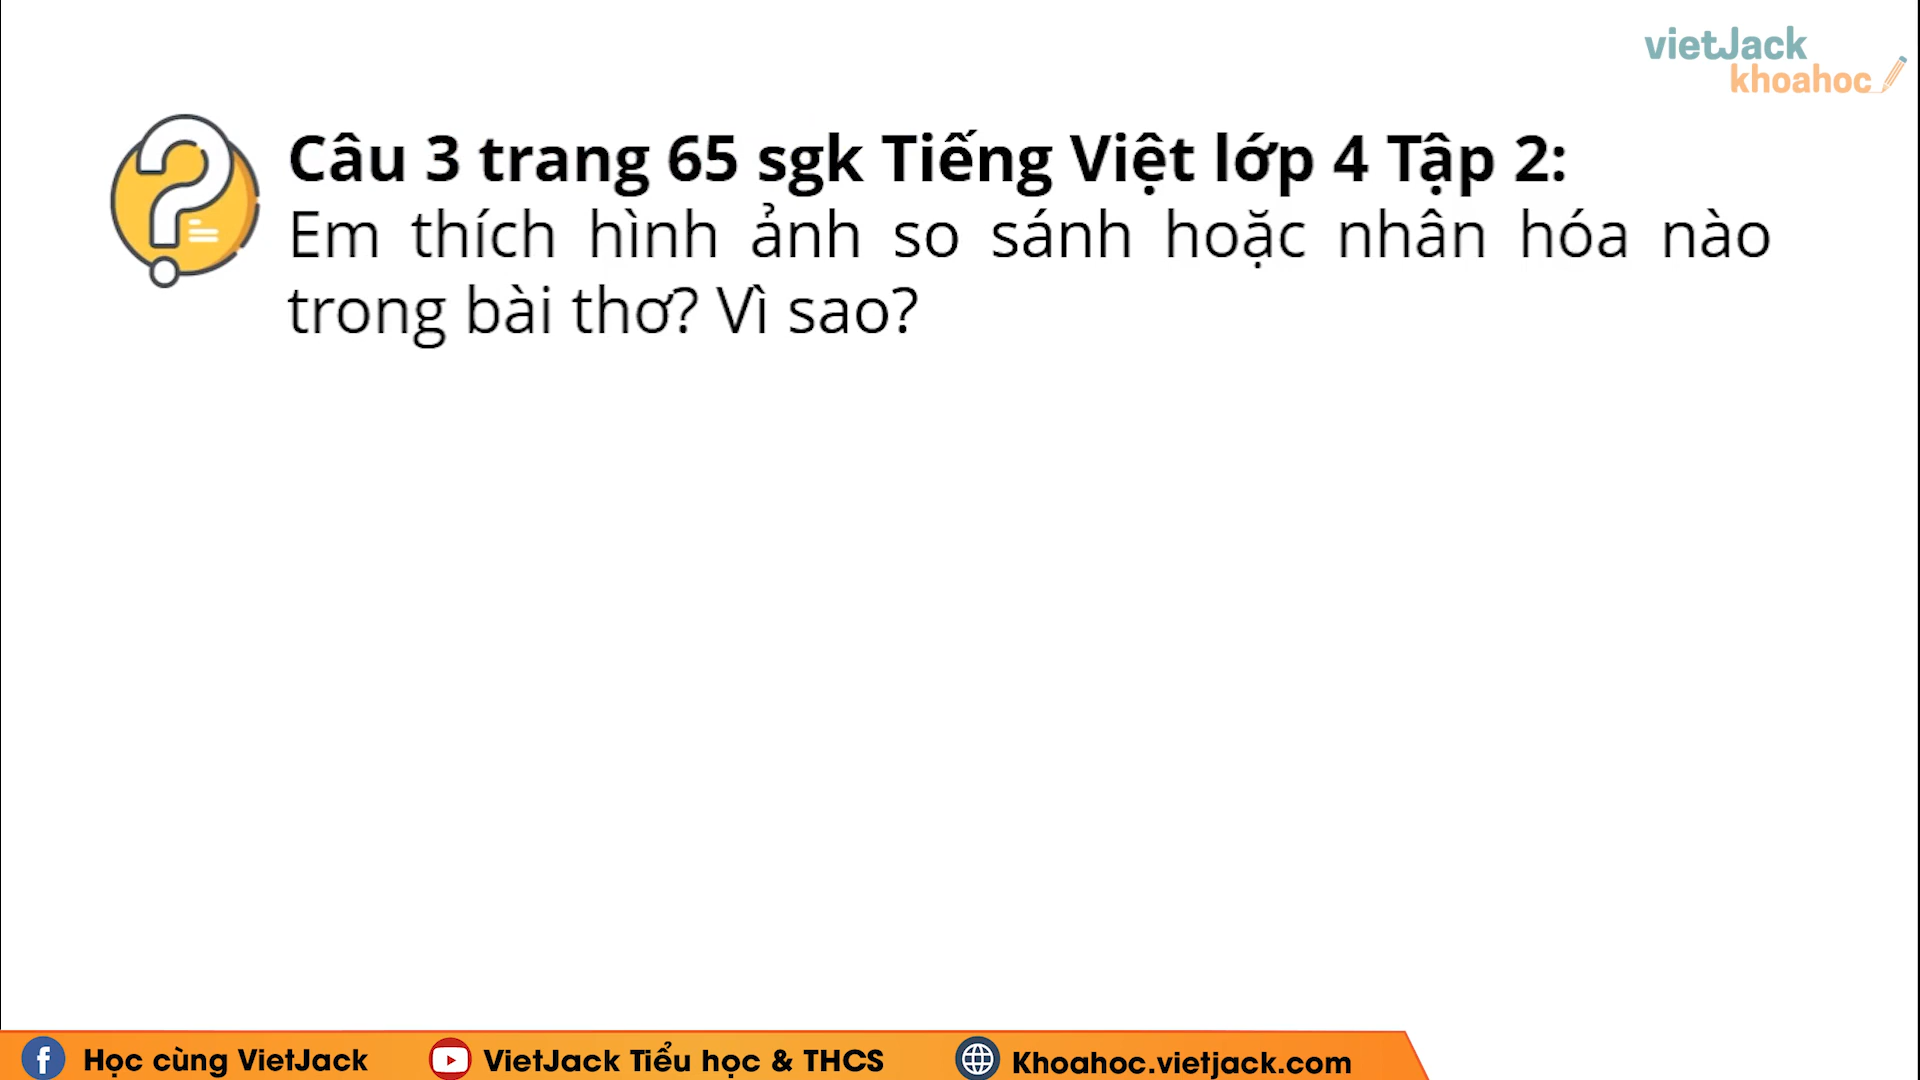 vietJack
khoahoc
Câu 3 trang 65 sgk Tiếng Việt lớp 4 Tập 2:
Em thích hình ảnh so sánh hoặc nhân hóa nào
trong bài thơ? Vì sao?
Học cùng VietJack
VietJack Tiểu học & THCS
Khoahoc.vietjack.com